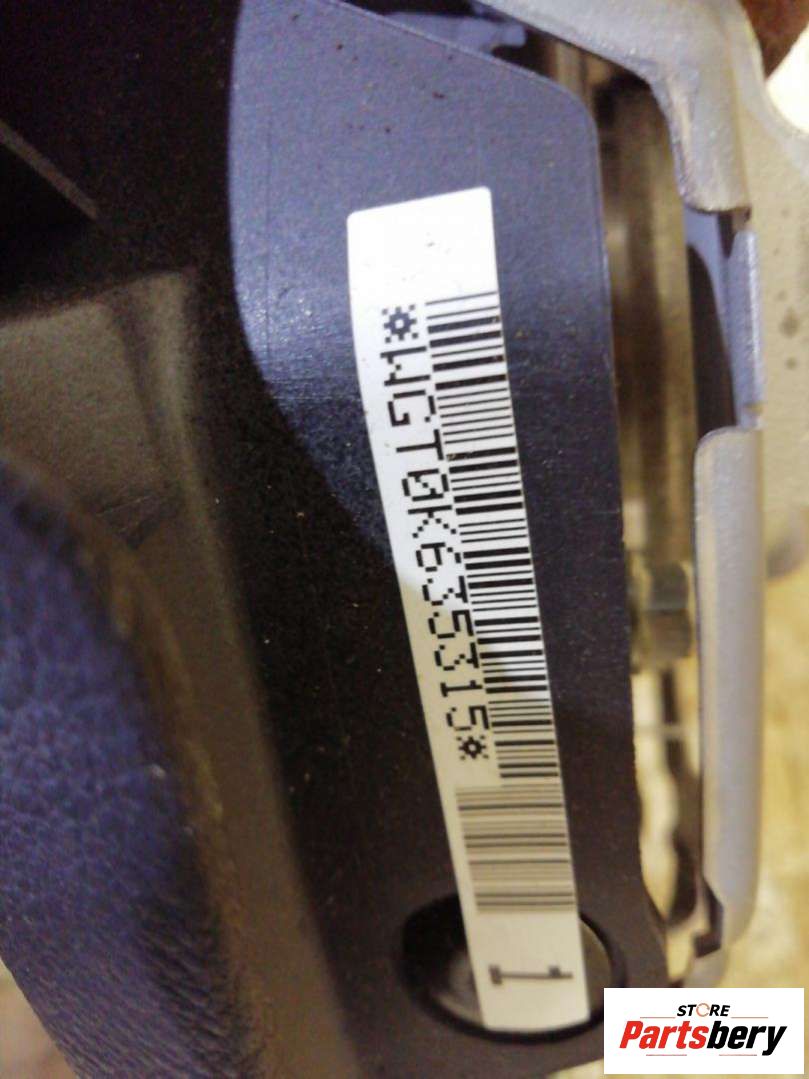 *WGT0K635315*
1
STORE
Partsbery